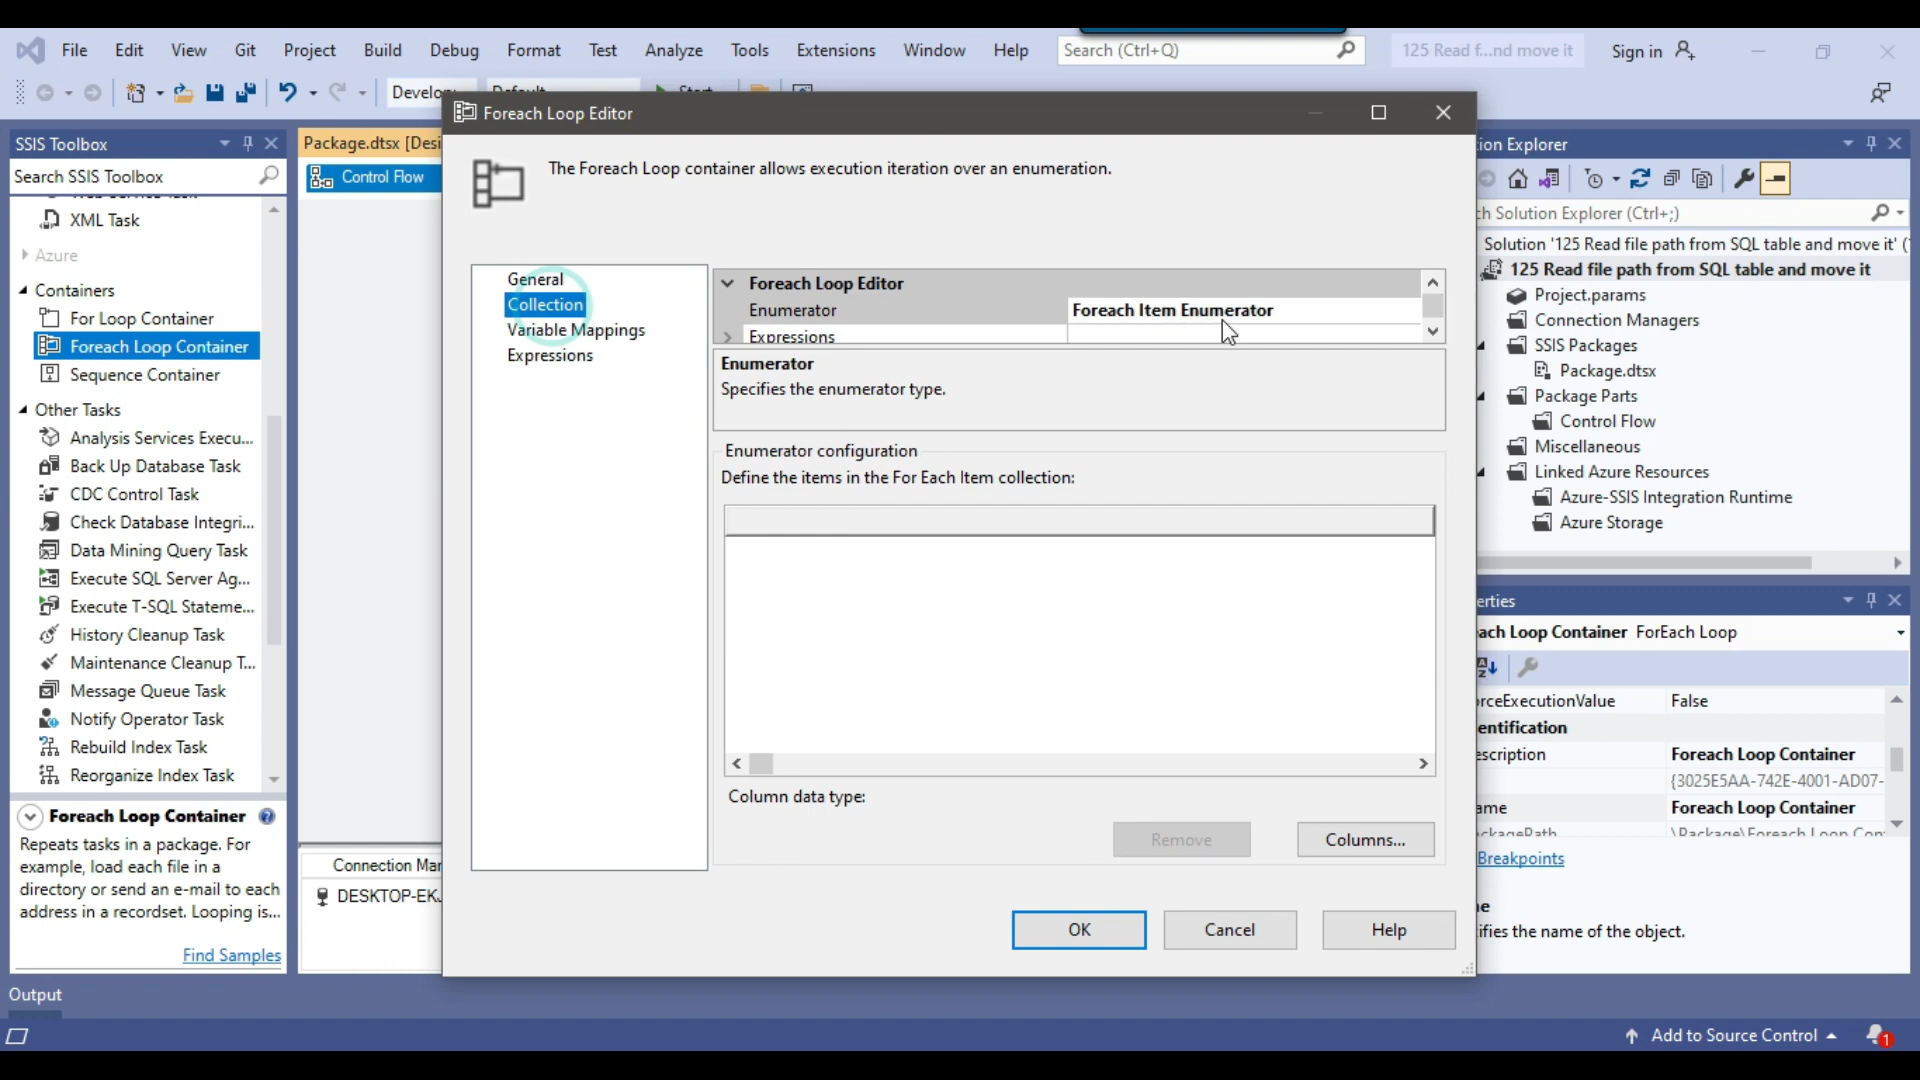 File Edit View Git Project Build Debug Format Test Analyze Tools Extensions Window Help Search (Ctrl+Q) 125 Read f...nd move it Sign in
Develop Default Start
SSIS Toolbox
Search SSIS Toolbox
XML Task
Azure
Containers
For Loop Container
Foreach Loop Container
Sequence Container
Other Tasks
Analysis Services Execu...
Back Up Database Task
CDC Control Task
Check Database Integri...
Data Mining Query Task
Execute SQL Server Ag...
Execute T-SQL Stateme...
History Cleanup Task
Maintenance Cleanup T...
Message Queue Task
Notify Operator Task
Rebuild Index Task
Reorganize Index Task
Foreach Loop Container
Repeats tasks in a package. For
example, load each file in a
directory or send an e-mail to each
address in a recordset. Looping is...
Find Samples
Package.dtsx [Desi
Control Flow
Connection Mar
DESKTOP-EKJ
Foreach Loop Editor
The Foreach Loop container allows execution iteration over an enumeration.
General
Collection
Variable Mappings
Expressions
Foreach Loop Editor
Enumerator Foreach Item Enumerator
Expressions
Enumerator
Specifies the enumerator type.
Enumerator configuration
Define the items in the For Each Item collection:
Column data type:
Remove Columns...
OK Cancel Help
ion Explorer
ch Solution Explorer (Ctrl+;)
Solution '125 Read file path from SQL table and move it' (
125 Read file path from SQL table and move it
Project.params
Connection Managers
SSIS Packages
Package.dtsx
Package Parts
Control Flow
Miscellaneous
Linked Azure Resources
Azure-SSIS Integration Runtime
Azure Storage
erties
ach Loop Container ForEach Loop
rceExecutionValue False
entification
escription Foreach Loop Container
{3025E5AA-742E-4001-AD07-
ame Foreach Loop Container
ckagePath \Package\Foreach Loop Con
Breakpoints
ne
ifies the name of the object.
Output
Add to Source Control 1